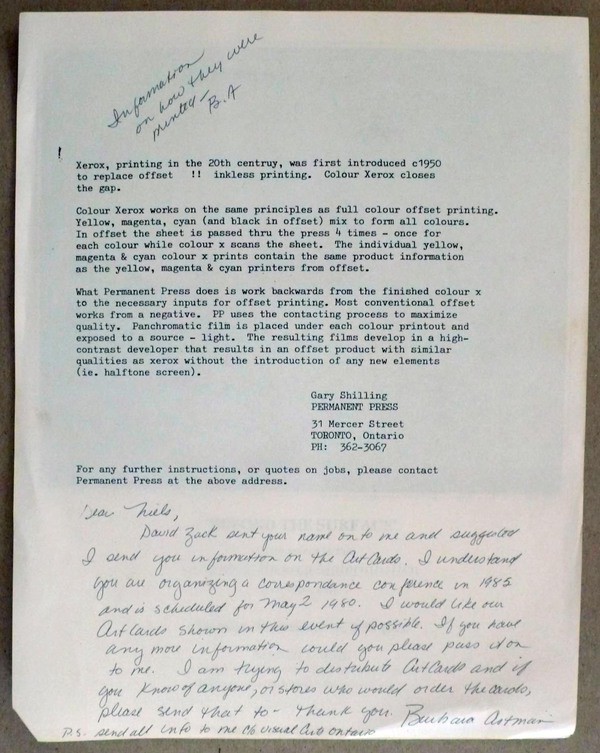 Information
on how they were
printed - B.A
Xerox, printing in the 20th centruy, was first introduced c1950
to replace offset !! inkless printing. Colour Xerox closes
the gap.
Colour Xerox works on the same principles as full colour offset printing.
Yellow, magenta, cyan (and black in offset) mix to form all colours.
In offset the sheet is passed thru the press 4 times - once for
each colour while colour x scans the sheet. The individual yellow,
magenta & cyan colour x prints contain the same product information
as the yellow, magenta & cyan printers from offset.
What Permanent Press does is work backwards from the finished colour x
to the necessary inputs for offset printing. Most conventional offset
works from a negative. PP uses the contacting process to maximize
quality. Panchromatic film is placed under each colour printout and
exposed to a source - light. The resulting films develop in a high-
contrast developer that results in an offset product with similar
qualities as xerox without the introduction of any new elements
(ie. halftone screen).
Gary Shilling
PERMANENT PRESS
31 Mercer Street
TORONTO, Ontario
PH: 362-3067
For any further instructions, or quotes on jobs, please contact
Permanent Press at the above address.
Dear Niels,
David Zack sent your name on to me and suggested
I send you information on the ArtCards. I understand
you are organizing a correspondance conference in 1985
and is scheduled for May 2 1980. I would like our
ArtCards shown in this event if possible. If you have
any more information could you please pass it on
to me. I am trying to distribute ArtCards and if
you know of anyone, or stores who would order the cards,
please send that to - thank you. Barbara Astman
P.S. send all info to me c/o visual Arts Ontario